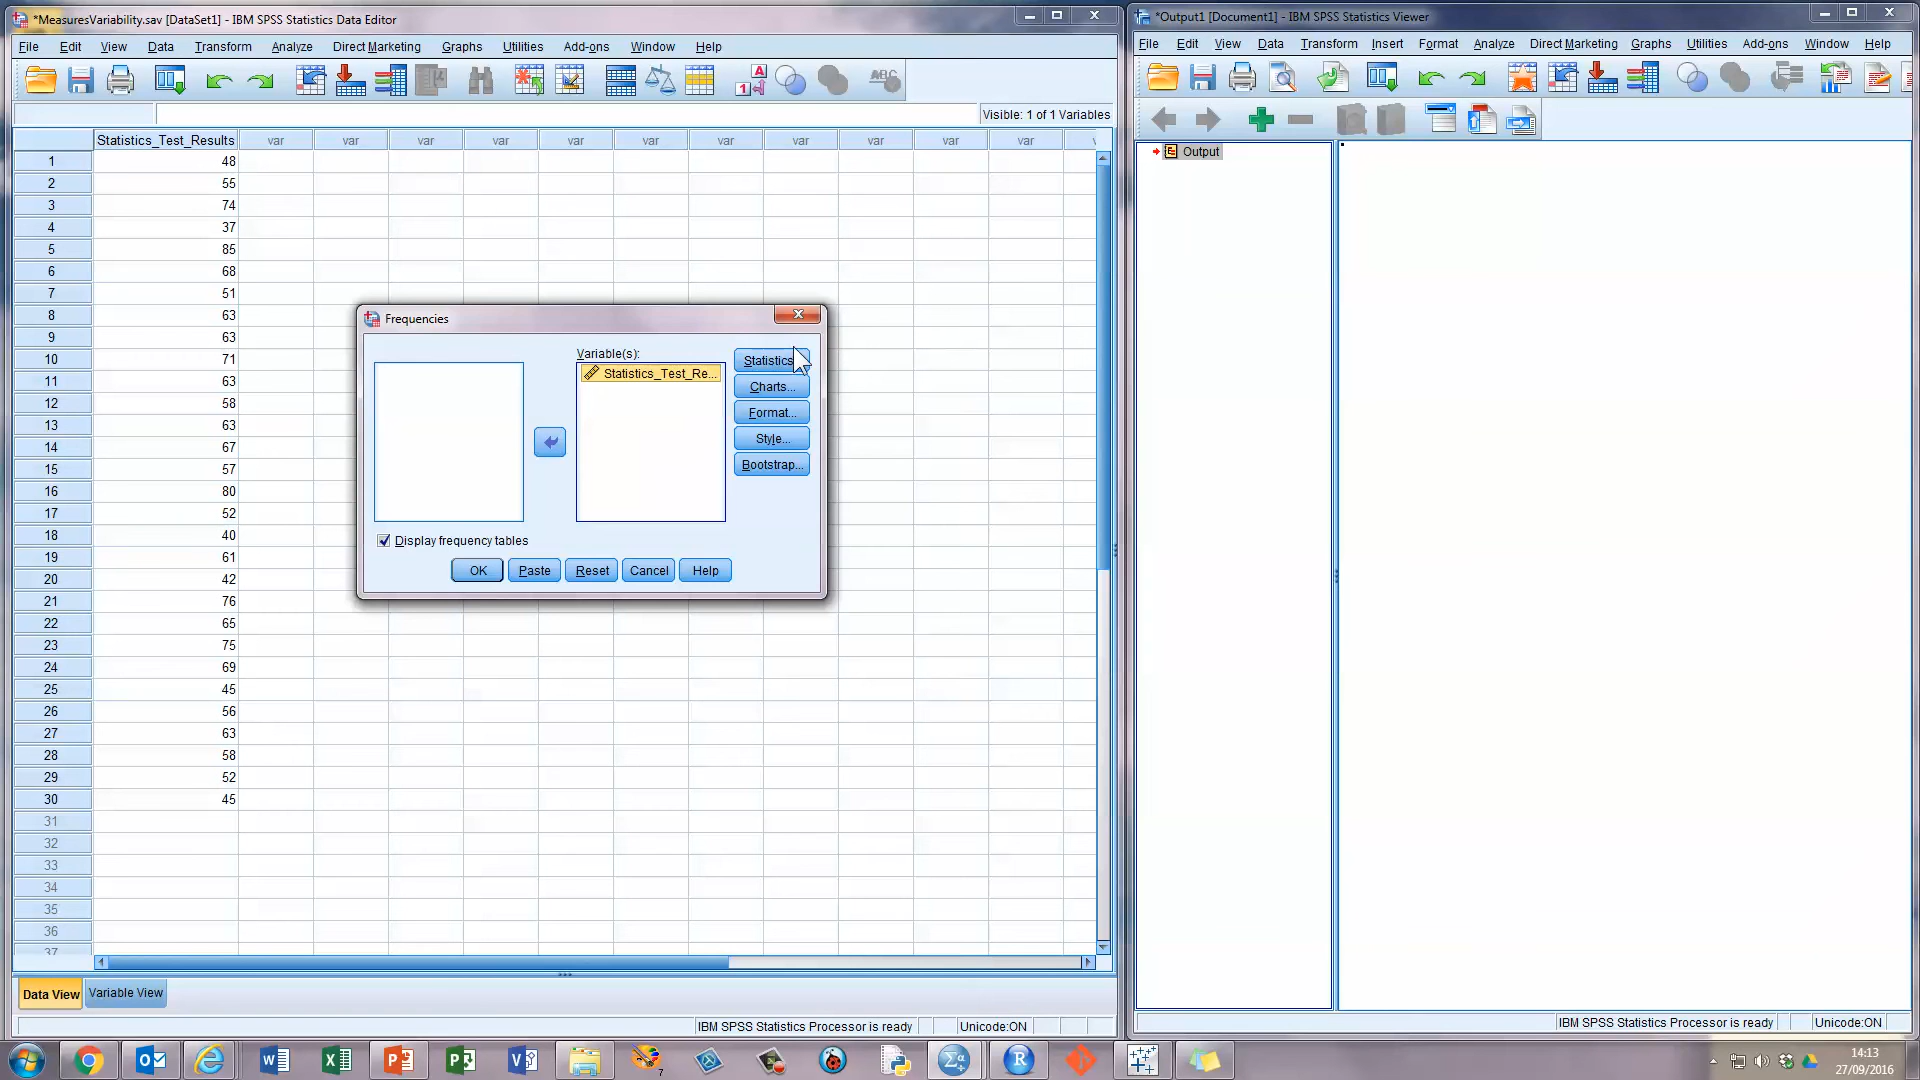 *MeasuresVariability.sav [DataSet1] - IBM SPSS Statistics Data Editor
File Edit View Data Transform Analyze Direct Marketing Graphs Utilities Add-ons Window Help
Visible: 1 of 1 Variables
Statistics_Test_Results var var var var var var var var var var var
1 48
2 55
3 74
4 37
5 85
6 68
7 51
8 63
9 63
10 71
11 63
12 58
13 63
14 67
15 57
16 80
17 52
18 40
19 61
20 42
21 76
22 65
23 75
24 69
25 45
26 56
27 63
28 58
29 52
30 45
31
32
33
34
35
36
37
Frequencies
Variable(s):
Statistics_Test_Re...
Statistics
Charts...
Format...
Style...
Bootstrap...
Display frequency tables
OK Paste Reset Cancel Help
Data View Variable View
IBM SPSS Statistics Processor is ready Unicode:ON
*Output1 [Document1] - IBM SPSS Statistics Viewer
File Edit View Data Transform Insert Format Analyze Direct Marketing Graphs Utilities Add-ons Window Help
Output
IBM SPSS Statistics Processor is ready Unicode:ON
14:13
27/09/2016